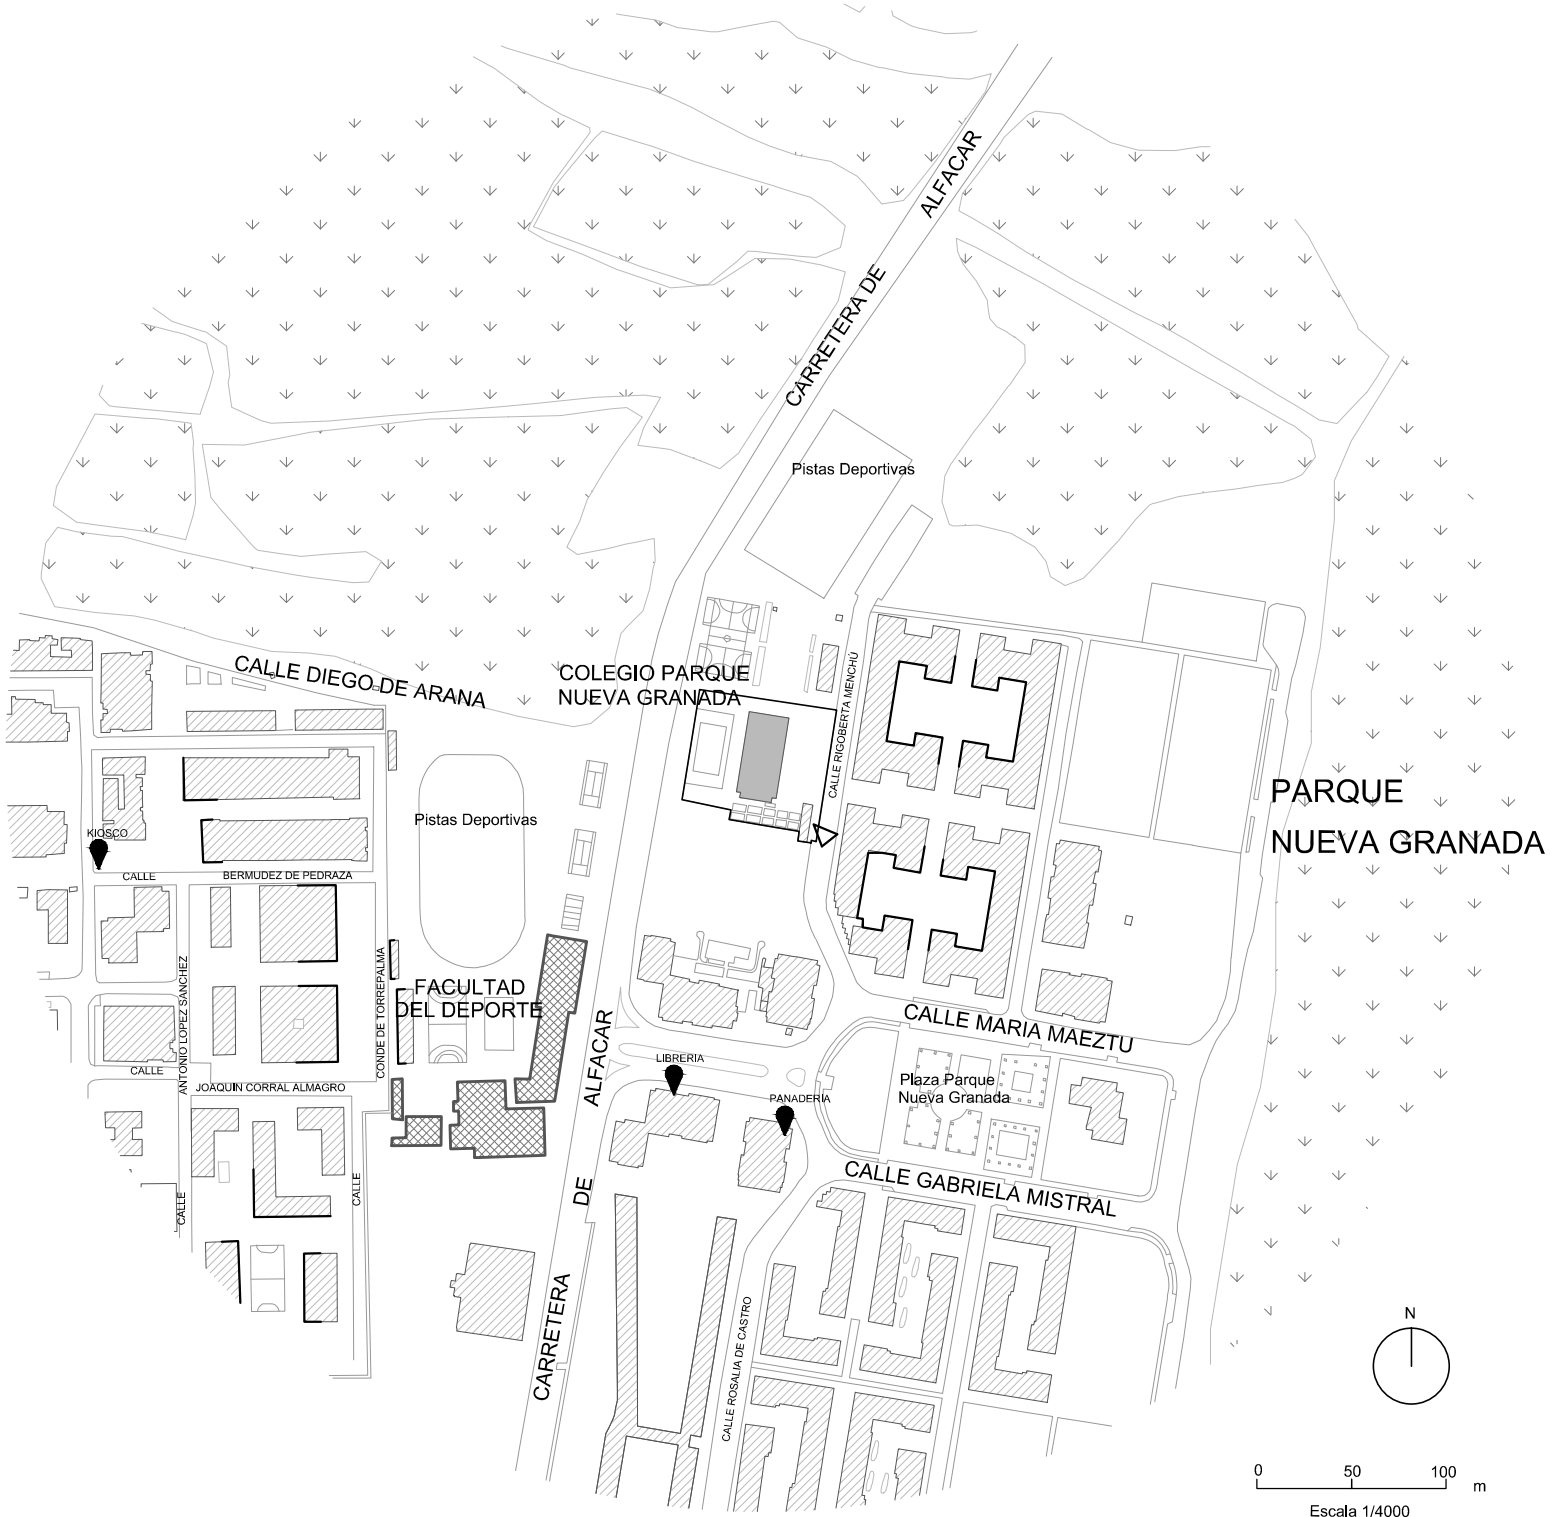 ALFACAR
CARRETERA DE
Pistas Deportivas
CALLE DIEGO DE ARANA
COLEGIO PARQUE
NUEVA GRANADA
CALLE RIGOBERTA MENCHÚ
PARQUE
NUEVA GRANADA
Pistas Deportivas
KIOSCO
CALLE
BERMUDEZ DE PEDRAZA
ANTONIO LOPEZ SANCHEZ
CONDE DE TORREPALMA
FACULTAD
DEL DEPORTE
CALLE MARIA MAEZTU
ALFACAR
LIBRERIA
CALLE
JOAQUIN CORRAL ALMAGRO
Plaza Parque
Nueva Granada
PANADERÍA
CALLE GABRIELA MISTRAL
CALLE
CALLE
DE
CARRETERA
CALLE ROSALIA DE CASTRO
N
0 50 100
m
Escala 1/4000